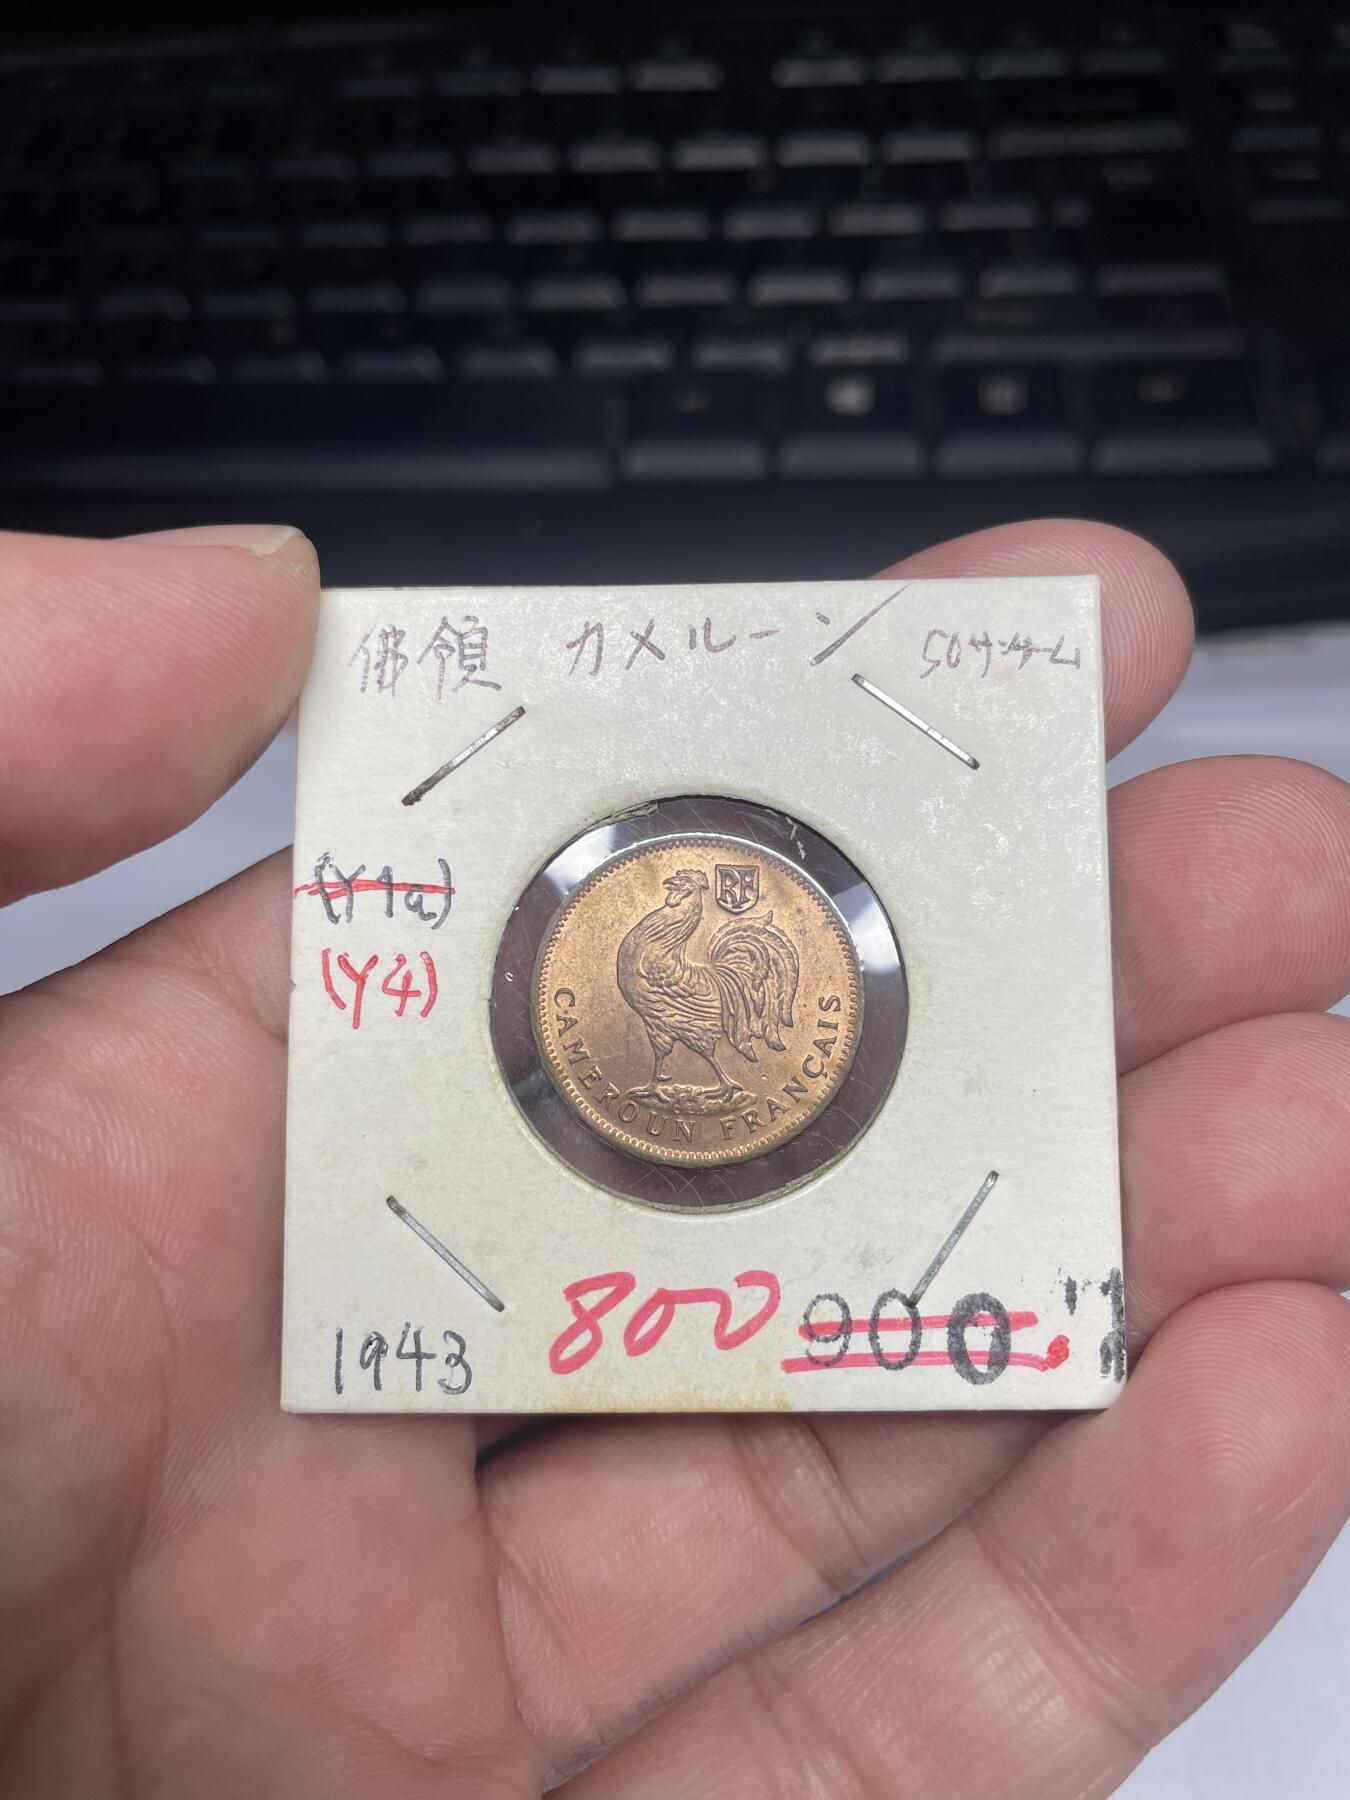 佛領 カメルーン 50サンチーム
(Y1a)
(Y4)
RF
CAMEROUN FRANÇAIS
1943 800 900.